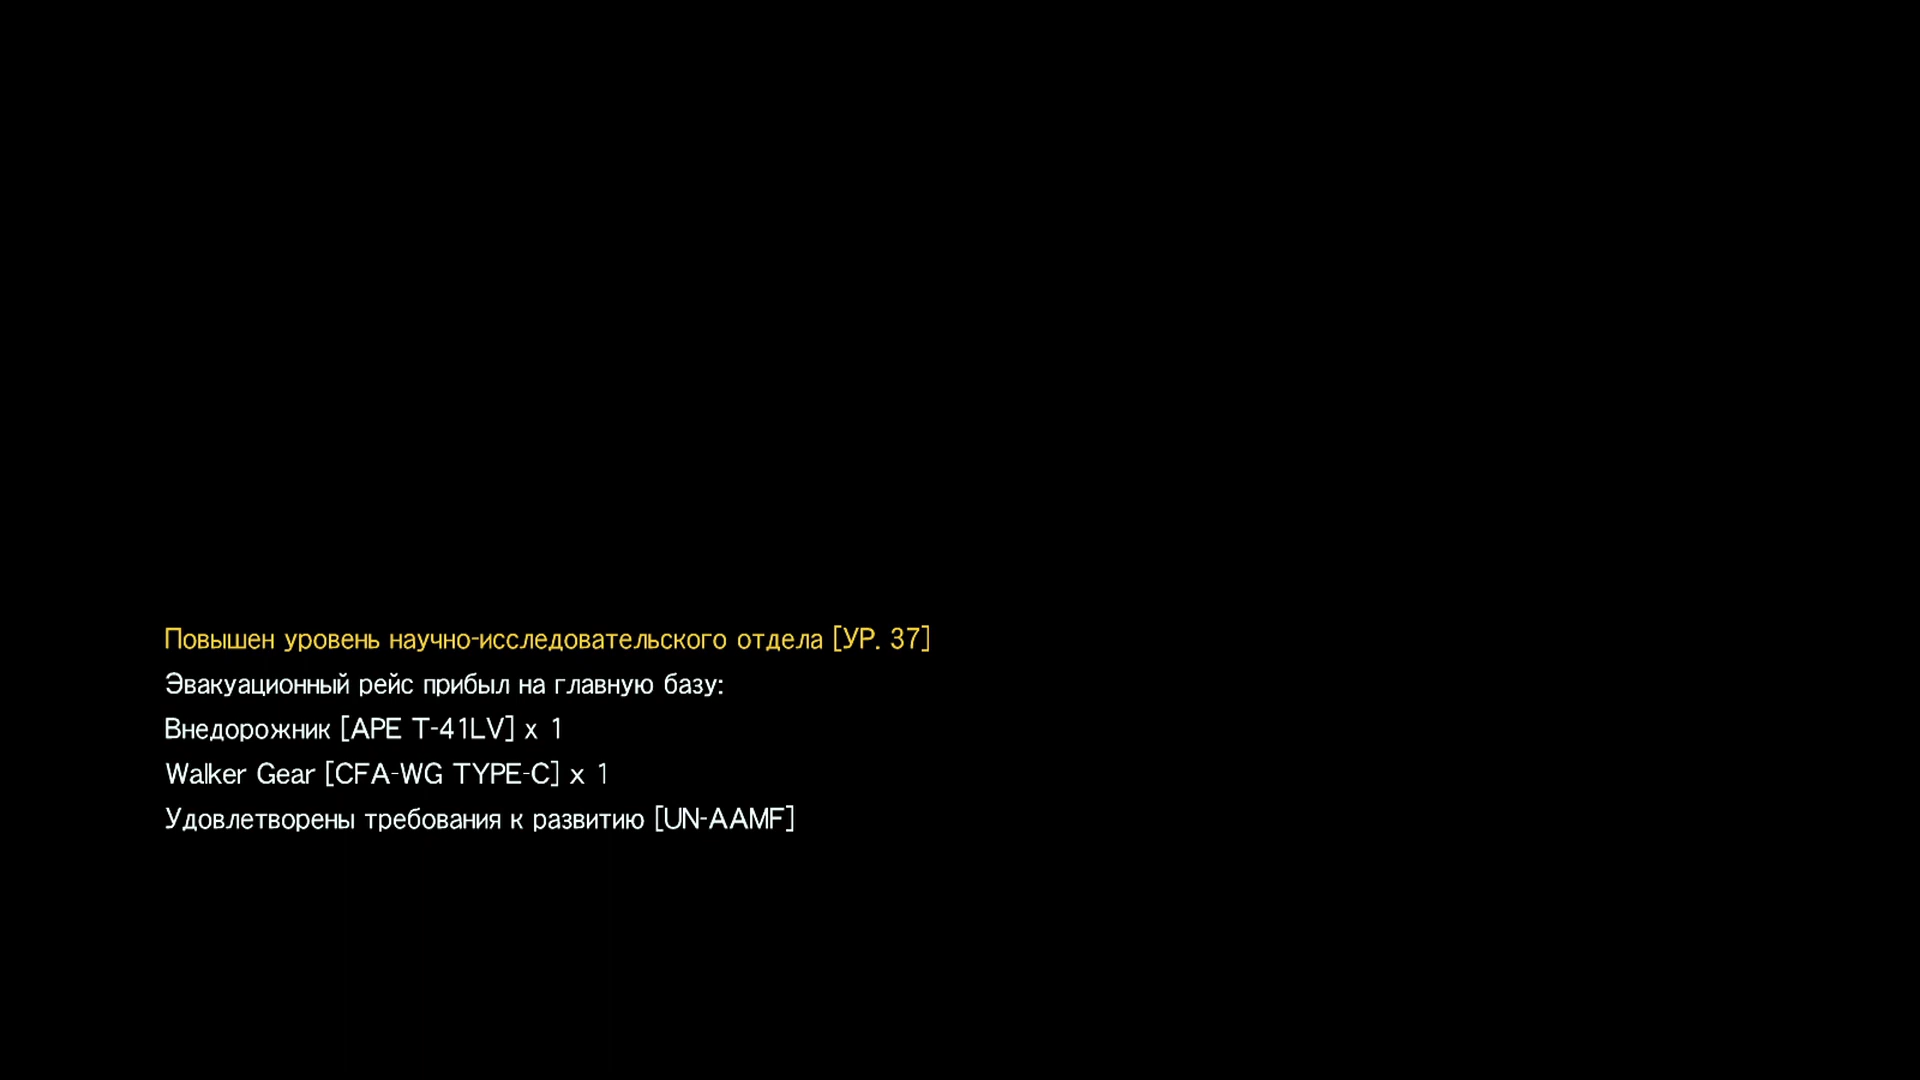 Повышен уровень научно-исследовательского отдела [УР. 37]
Эвакуационный рейс прибыл на главную базу:
Внедорожник [APE T-41LV] x 1
Walker Gear [CFA-WG TYPE-C] x 1
Удовлетворены требования к развитию [UN-AAMF]